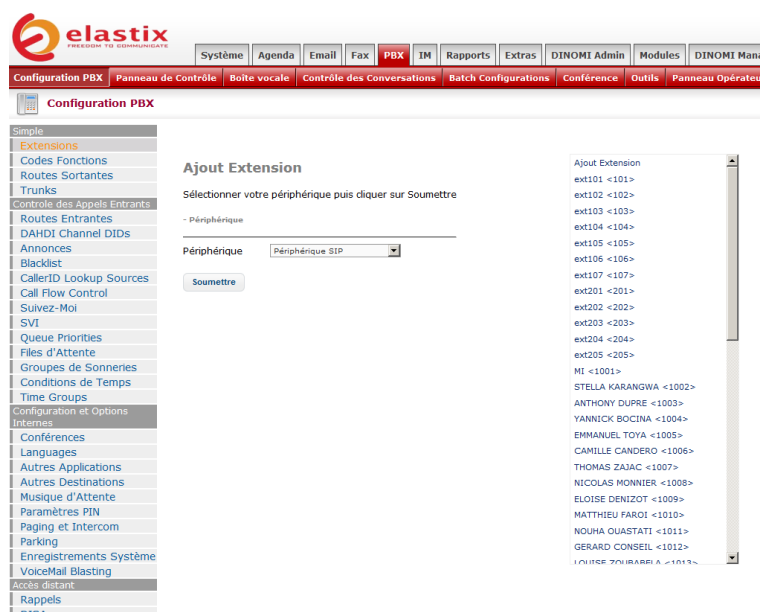 elastix
FREEDOM TO COMMUNICATE
Système Agenda Email Fax PBX IM Rapports Extras DINOMI Admin Modules DINOMI Mana
Configuration PBX Panneau de Contrôle Boite vocale Contrôle des Conversations Batch Configurations Conférence Outils Panneau Opérateu
Configuration PBX
Simple
Extensions
Codes Fonctions
Routes Sortantes
Trunks
Controle des Appels Entrants
Routes Entrantes
DAHDI Channel DIDs
Annonces
Blacklist
CallerID Lookup Sources
Call Flow Control
Suivez-Moi
SVI
Queue Priorities
Files d'Attente
Groupes de Sonneries
Conditions de Temps
Time Groups
Configuration et Options
Internes
Conférences
Languages
Autres Applications
Autres Destinations
Musique d'Attente
Paramètres PIN
Paging et Intercom
Parking
Enregistrements Système
VoiceMail Blasting
Accès distant
Rappels
Ajout Extension
Sélectionner votre périphérique puis cliquer sur Soumettre
- Périphérique
Périphérique Périphérique SIP
Soumettre
Ajout Extension
ext101 <101>
ext102 <102>
ext103 <103>
ext104 <104>
ext105 <105>
ext106 <106>
ext107 <107>
ext201 <201>
ext202 <202>
ext203 <203>
ext204 <204>
ext205 <205>
MI <1001>
STELLA KARANGWA <1002>
ANTHONY DUPRE <1003>
YANNICK BOCINA <1004>
EMMANUEL TOYA <1005>
CAMILLE CANDERO <1006>
THOMAS ZAJAC <1007>
NICOLAS MONNIER <1008>
ELOISE DENIZOT <1009>
MATTHIEU FAROI <1010>
NOUHA OUASTATI <1011>
GERARD CONSEIL <1012>
LOUISE ZOUBABELA <1013>